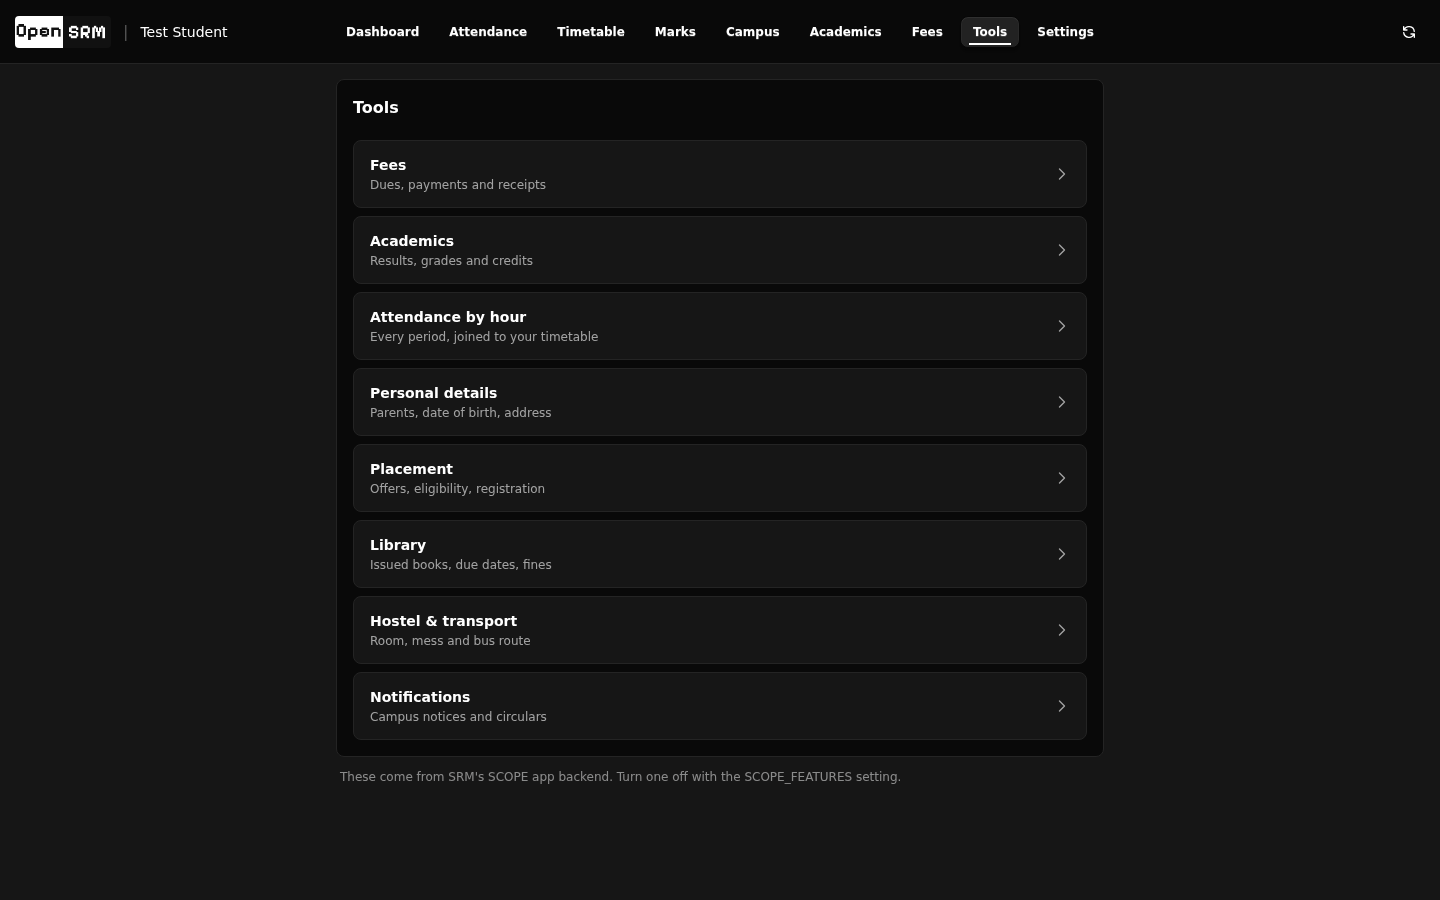 Open SRM | Test Student
Dashboard
Attendance
Timetable
Marks
Campus
Academics
Fees
Tools
Settings
Tools
Fees
Dues, payments and receipts
Academics
Results, grades and credits
Attendance by hour
Every period, joined to your timetable
Personal details
Parents, date of birth, address
Placement
Offers, eligibility, registration
Library
Issued books, due dates, fines
Hostel & transport
Room, mess and bus route
Notifications
Campus notices and circulars
These come from SRM's SCOPE app backend. Turn one off with the SCOPE_FEATURES setting.